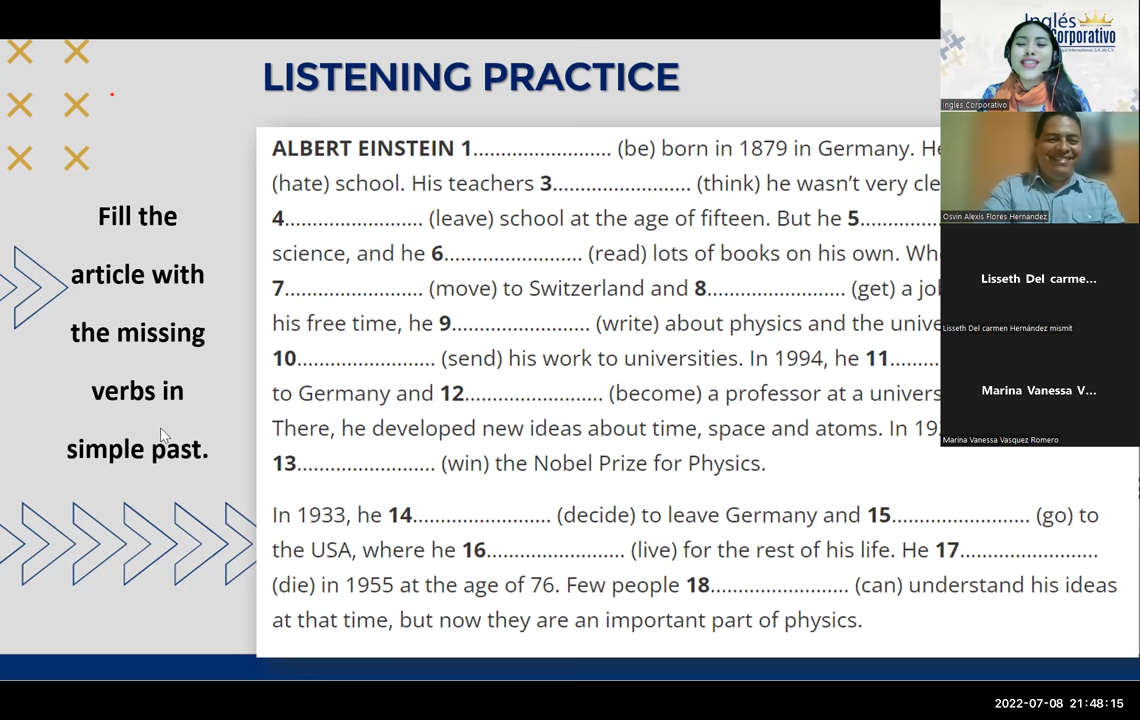 LISTENING PRACTICE
Fill the
article with
the missing
verbs in
simple past.
ALBERT EINSTEIN 1....................... (be) born in 1879 in Germany. He
(hate) school. His teachers 3....................... (think) he wasn't very cle
4....................... (leave) school at the age of fifteen. But he 5..............
science, and he 6....................... (read) lots of books on his own. Wh
7....................... (move) to Switzerland and 8....................... (get) a jo
his free time, he 9....................... (write) about physics and the unive
10....................... (send) his work to universities. In 1994, he 11.........
to Germany and 12....................... (become) a professor at a univers
There, he developed new ideas about time, space and atoms. In 19
13....................... (win) the Nobel Prize for Physics.
In 1933, he 14....................... (decide) to leave Germany and 15....................... (go) to
the USA, where he 16....................... (live) for the rest of his life. He 17.......................
(die) in 1955 at the age of 76. Few people 18....................... (can) understand his ideas
at that time, but now they are an important part of physics.
Inglés
Corporativo
Inglés Corporativo
Osvin Alexis Flores Hernández
Lisseth Del carme...
Lisseth Del carmen Hernández mismit
Marina Vanessa V...
Marina Vanessa Vasquez Romero
2022-07-08 21:48:15